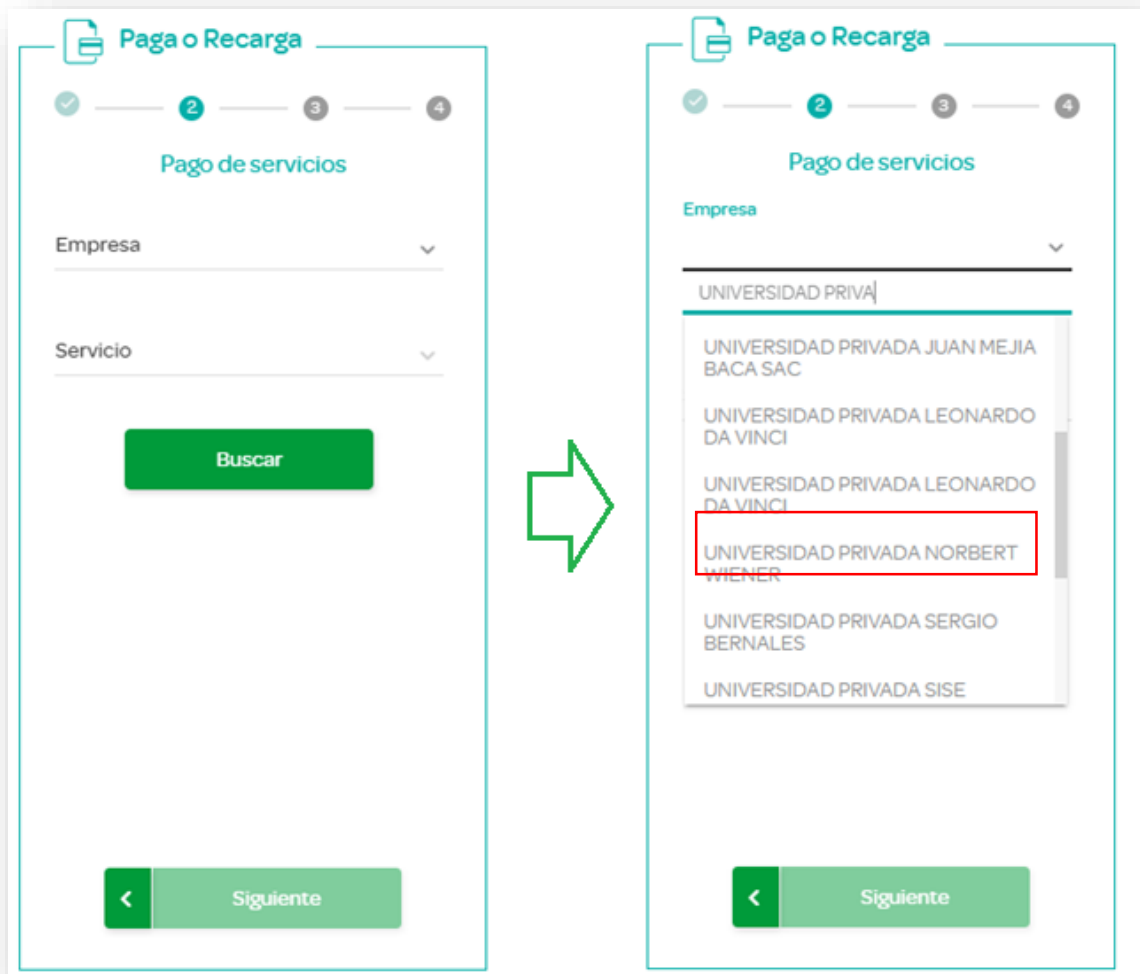 Paga o Recarga
2
3
4
Pago de servicios
Empresa
Servicio
Buscar
Siguiente
Paga o Recarga
2
3
4
Pago de servicios
Empresa
UNIVERSIDAD PRIVA
UNIVERSIDAD PRIVADA JUAN MEJIA
BACA SAC
UNIVERSIDAD PRIVADA LEONARDO
DA VINCI
UNIVERSIDAD PRIVADA LEONARDO
DA VINCI
UNIVERSIDAD PRIVADA NORBERT
WIENER
UNIVERSIDAD PRIVADA SERGIO
BERNALES
UNIVERSIDAD PRIVADA SISE
Siguiente